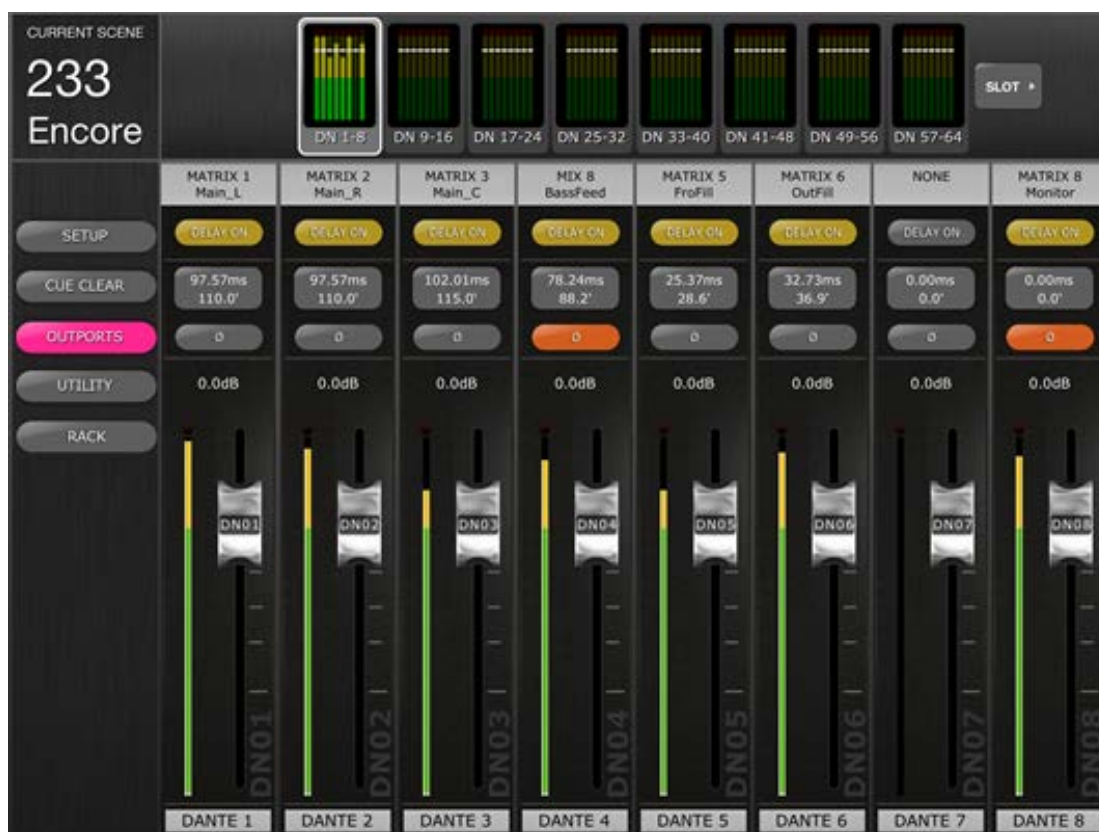 CURRENT SCENE
233
Encore
DN 1-8 DN 9-16 DN 17-24 DN 25-32 DN 33-40 DN 41-48 DN 49-56 DN 57-64
SLOT
MATRIX 1 MATRIX 2 MATRIX 3 MIX 8 MATRIX 5 MATRIX 6 NONE MATRIX 8
Main_L Main_R Main_C BassFeed FroFill OutFill Monitor
SETUP DELAY ON DELAY ON DELAY ON DELAY ON DELAY ON DELAY ON DELAY ON DELAY ON
CUE CLEAR
97.57ms 97.57ms 102.01ms 78.24ms 25.37ms 32.73ms 0.00ms 0.00ms
110.0' 110.0' 115.0' 88.2' 28.6' 36.9' 0.0' 0.0'
OUTPORTS Ø Ø Ø Ø Ø Ø Ø Ø
UTILITY 0.0dB 0.0dB 0.0dB 0.0dB 0.0dB 0.0dB 0.0dB 0.0dB
RACK
DN01 DN02 DN03 DN04 DN05 DN06 DN07 DN08
DN01 DN02 DN03 DN04 DN05 DN06 DN07 DN08
DANTE 1 DANTE 2 DANTE 3 DANTE 4 DANTE 5 DANTE 6 DANTE 7 DANTE 8